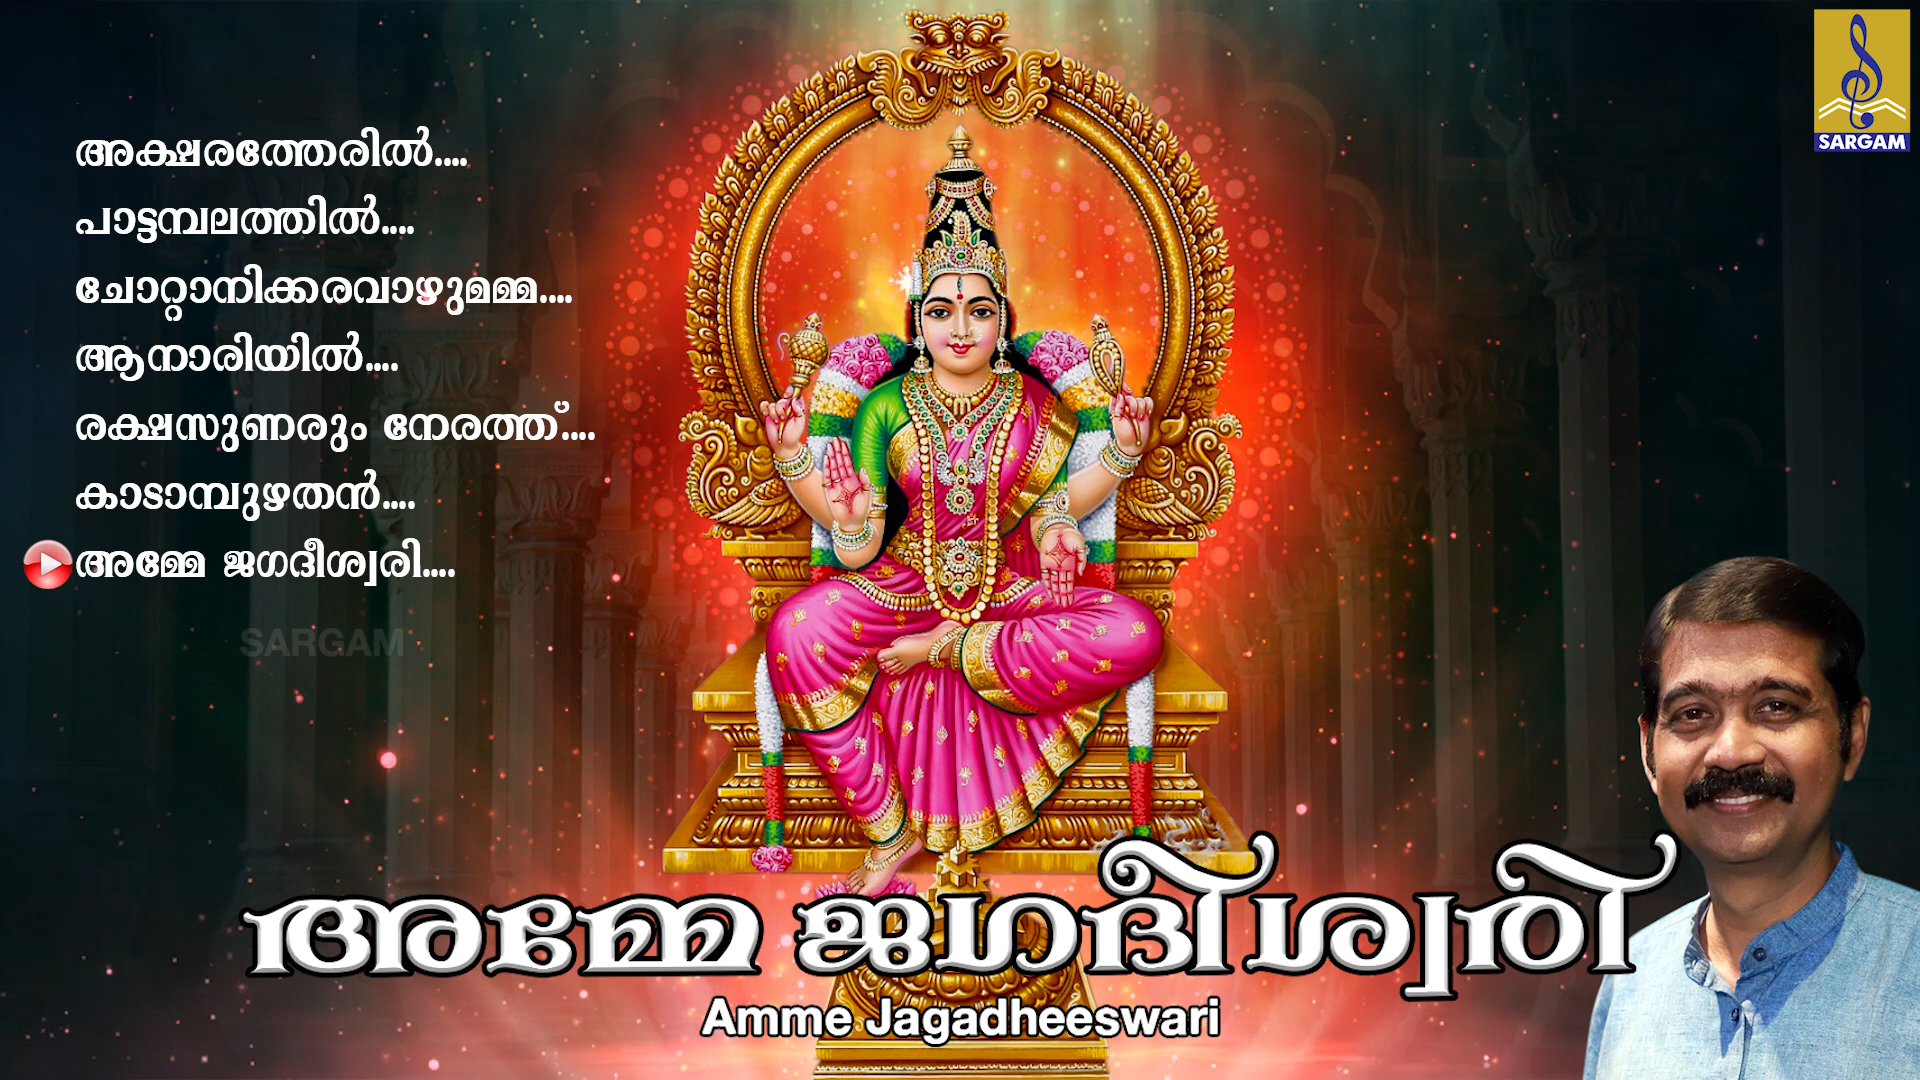 അക്ഷരത്തേരിൽ....
പാട്ടമ്പലത്തിൽ....
ചോറ്റാനിക്കരവാഴുമമ്മ....
ആനാരിയിൽ....
രക്ഷസുണരും നേരത്ത്....
കാടാമ്പുഴതൻ....
അമ്മേ ജഗദീശ്വരി....
SARGAM
SARGAM
അമ്മേ ജഗദീശ്വരി
Amme Jagadheeswari